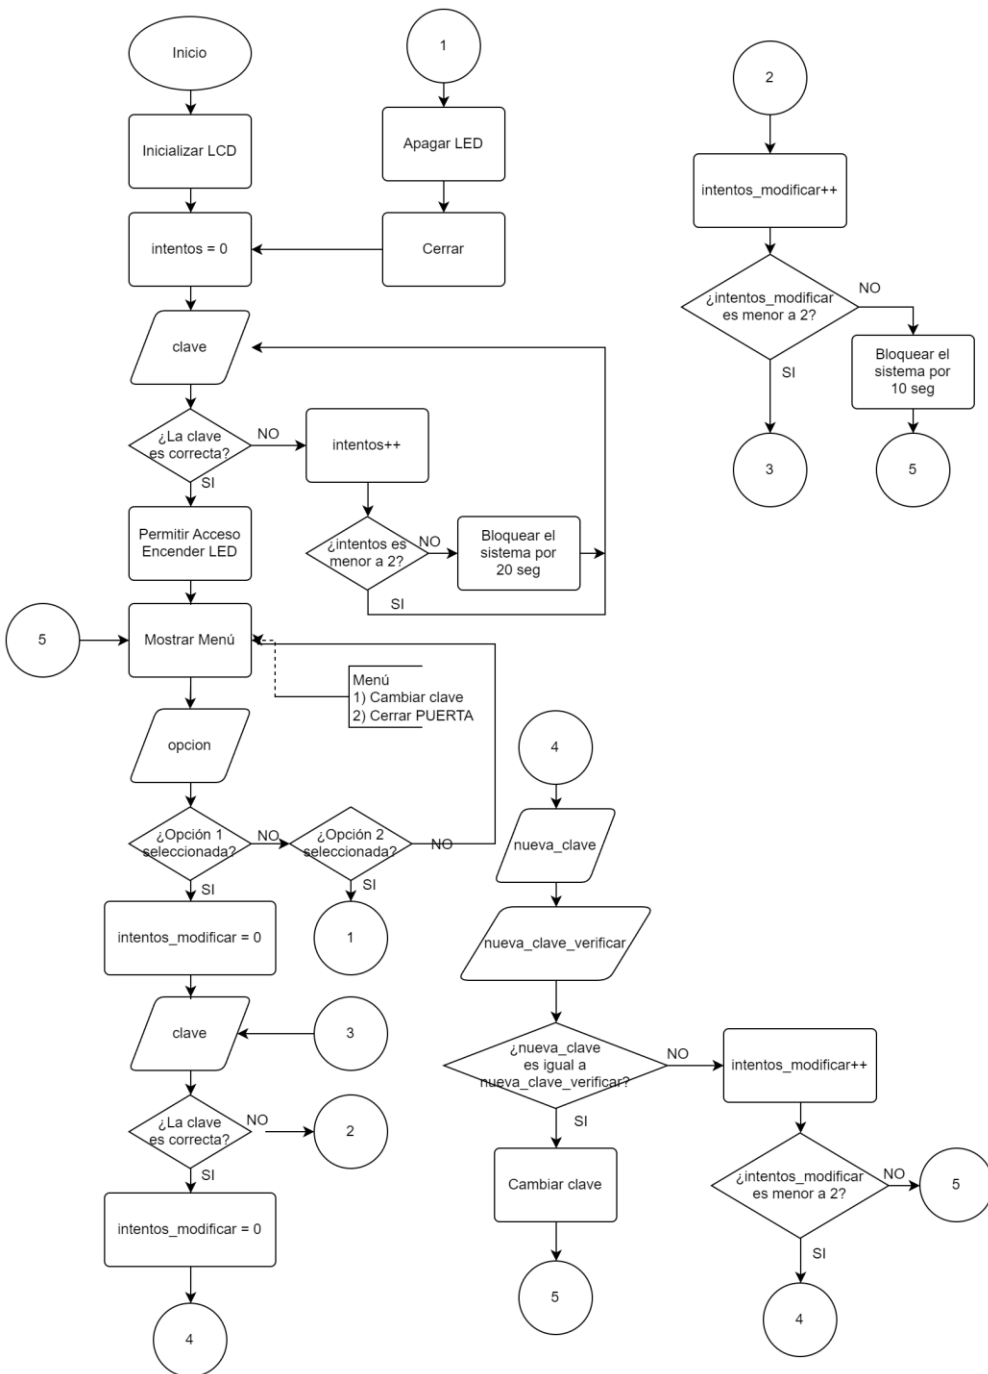 Inicio
Inicializar LCD
intentos = 0
clave
¿La clave
es correcta?
NO
SI
intentos++
¿intentos es
menor a 2?
NO
SI
Bloquear el
sistema por
20 seg
Permitir Acceso
Encender LED
5
Mostrar Menú
Menú
1) Cambiar clave
2) Cerrar PUERTA
opcion
¿Opción 1
seleccionada?
NO
SI
¿Opción 2
seleccionada?
NO
SI
1
intentos_modificar = 0
clave
3
¿La clave
es correcta?
NO
2
SI
intentos_modificar = 0
4
1
Apagar LED
Cerrar
2
intentos_modificar++
¿intentos_modificar
es menor a 2?
NO
SI
Bloquear el
sistema por
10 seg
3
5
4
nueva_clave
nueva_clave_verificar
¿nueva_clave
es igual a
nueva_clave_verificar?
NO
SI
Cambiar clave
5
intentos_modificar++
¿intentos_modificar
es menor a 2?
NO
5
SI
4